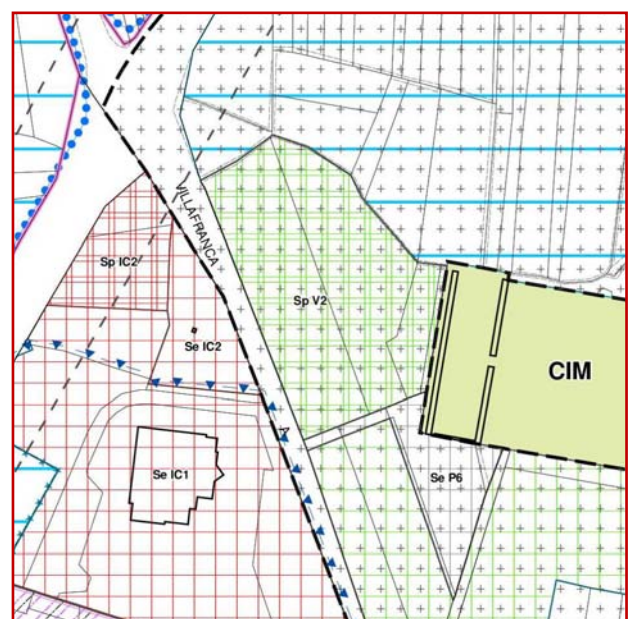 VILLAFRANCA
Sp IC2
Sp V2
Se IC2
CIM
A
Se IC1
Se P6